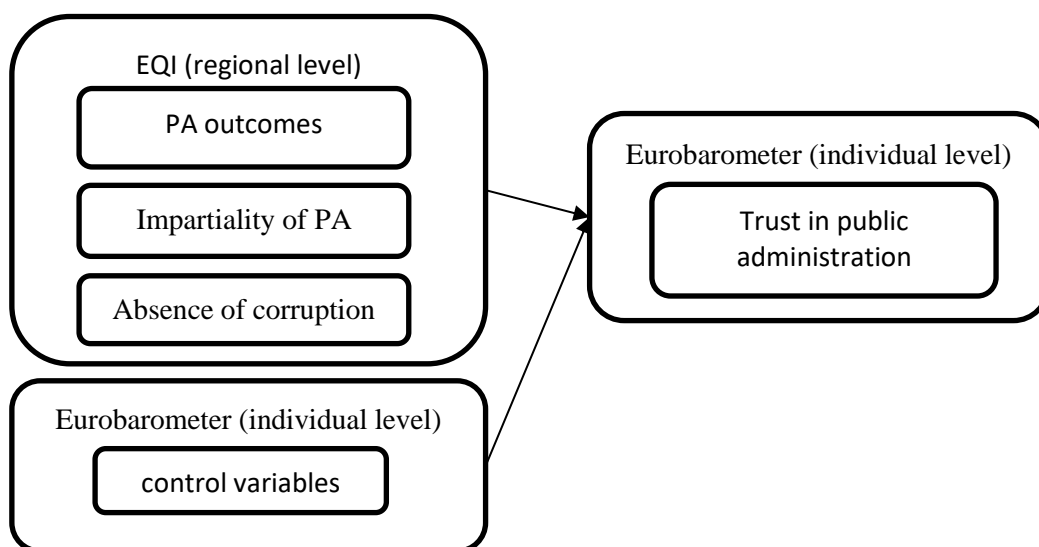 EQI (regional level)
PA outcomes
Impartiality of PA
Absence of corruption
Eurobarometer (individual level)
control variables
Eurobarometer (individual level)
Trust in public
administration